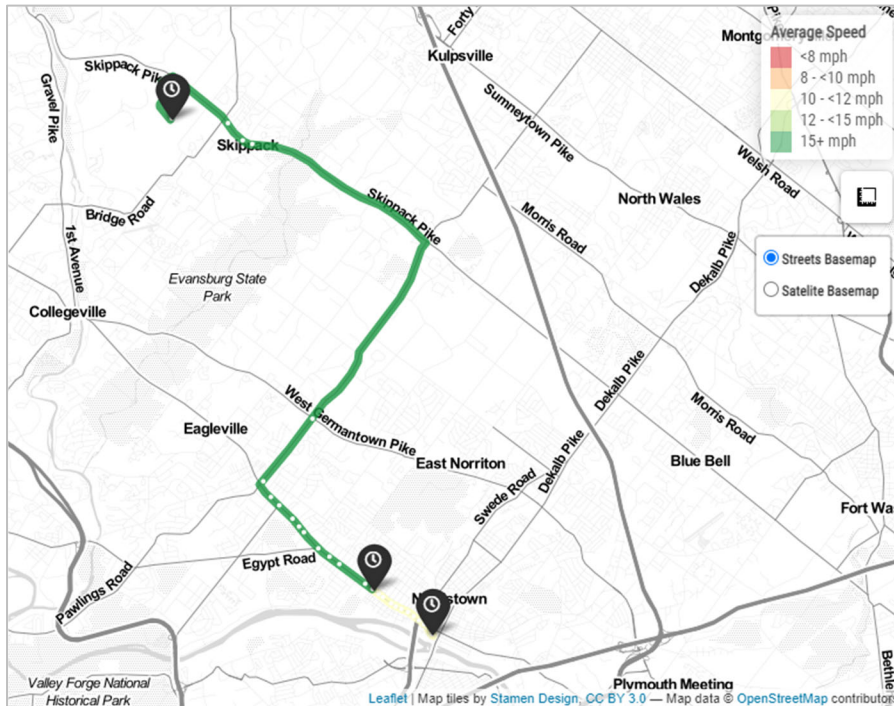 Forty
Kulpsville
Average Speed
<8 mph
8 - <10 mph
10 - <12 mph
12 - <15 mph
15+ mph
Skippack Pike
Gravel Pike
Sumneytown Pike
Skippack
Welsh Road
Skippack Pike
North Wales
Bridge Road
Morris Road
1st Avenue
Dekalb Pike
Streets Basemap
Satelite Basemap
Evansburg State
Park
Collegeville
Dekalb Pike
West Germantown Pike
Morris Road
Eagleville
East Norriton
Dekalb Pike
Blue Bell
Swede Road
Fort Wa
Egypt Road
Pawlings Road
Plymouth Meeting
Valley Forge National
Historical Park
Leaflet | Map tiles by Stamen Design, CC BY 3.0 — Map data © OpenStreetMap contributors